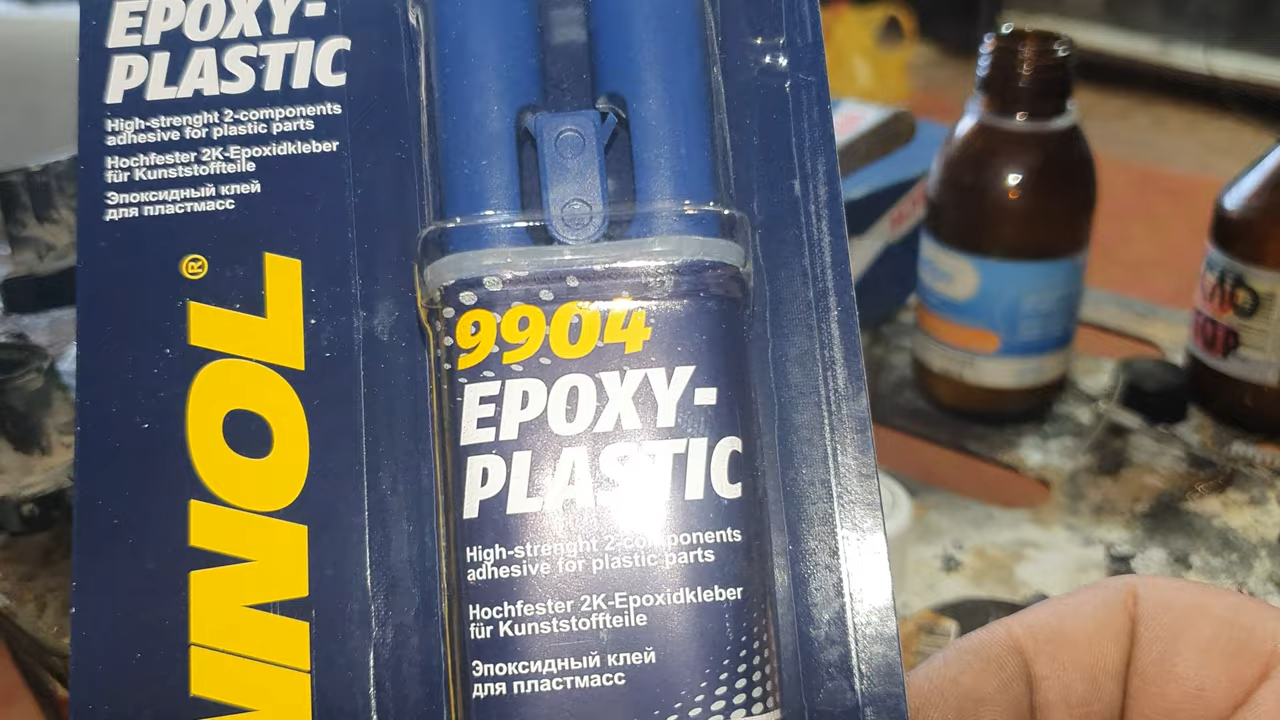 EPOXY-
PLASTIC
High-strenght 2-components
adhesive for plastic parts
Hochfester 2K-Epoxidkleber
für Kunststoffteile
Эпоксидный клей
для пластмасс
NNOL®
9904
EPOXY-
PLASTIC
High-strenght 2-components
adhesive for plastic parts
Hochfester 2K-Epoxidkleber
für Kunststoffteile
Эпоксидный клей
для пластмасс